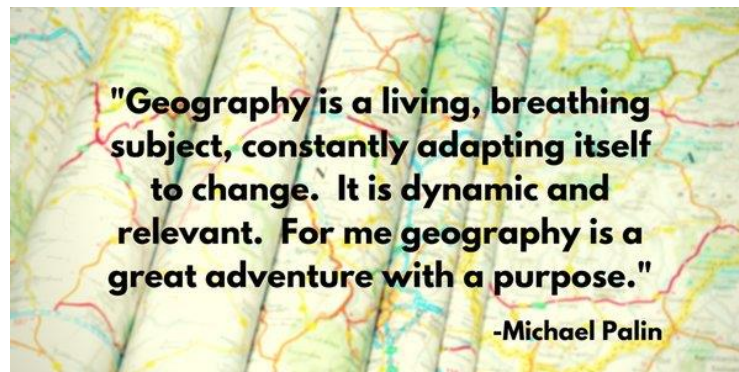 "Geography is a living, breathing
subject, constantly adapting itself
to change.  It is dynamic and
relevant.  For me geography is a
great adventure with a purpose."
-Michael Palin